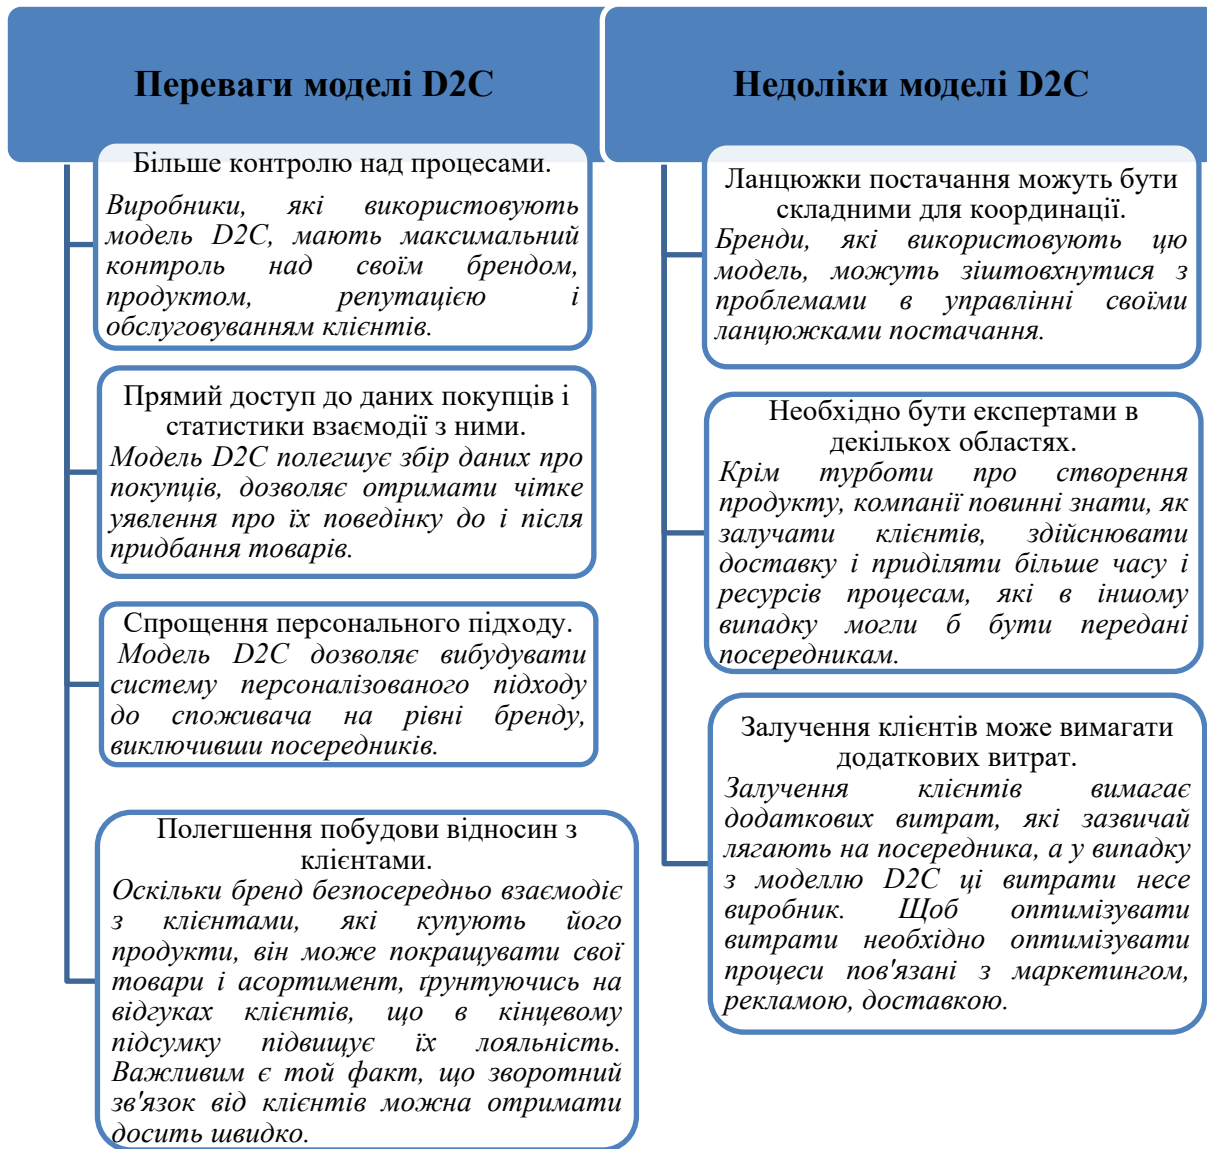 Переваги моделі D2C
Більше контролю над процесами.
Виробники, які використовують
модель D2C, мають максимальний
контроль над своїм брендом,
продуктом, репутацією і
обслуговуванням клієнтів.
Прямий доступ до даних покупців і
статистики взаємодії з ними.
Модель D2C полегшує збір даних про
покупців, дозволяє отримати чітке
уявлення про їх поведінку до і після
придбання товарів.
Спрощення персонального підходу.
Модель D2C дозволяє вибудувати
систему персоналізованого підходу
до споживача на рівні бренду,
виключивши посередників.
Полегшення побудови відносин з
клієнтами.
Оскільки бренд безпосередньо взаємодіє
з клієнтами, які купують його
продукти, він може покращувати свої
товари і асортимент, ґрунтуючись на
відгуках клієнтів, що в кінцевому
підсумку підвищує їх лояльність.
Важливим є той факт, що зворотний
зв'язок від клієнтів можна отримати
досить швидко.
Недоліки моделі D2C
Ланцюжки постачання можуть бути
складними для координації.
Бренди, які використовують цю
модель, можуть зіштовхнутися з
проблемами в управлінні своїми
ланцюжками постачання.
Необхідно бути експертами в
декількох областях.
Крім турботи про створення
продукту, компанії повинні знати, як
залучати клієнтів, здійснювати
доставку і приділяти більше часу і
ресурсів процесам, які в іншому
випадку могли б бути передані
посередникам.
Залучення клієнтів може вимагати
додаткових витрат.
Залучення клієнтів вимагає
додаткових витрат, які зазвичай
лягають на посередника, а у випадку
з моделлю D2C ці витрати несе
виробник. Щоб оптимізувати
витрати необхідно оптимізувати
процеси пов'язані з маркетингом,
рекламою, доставкою.